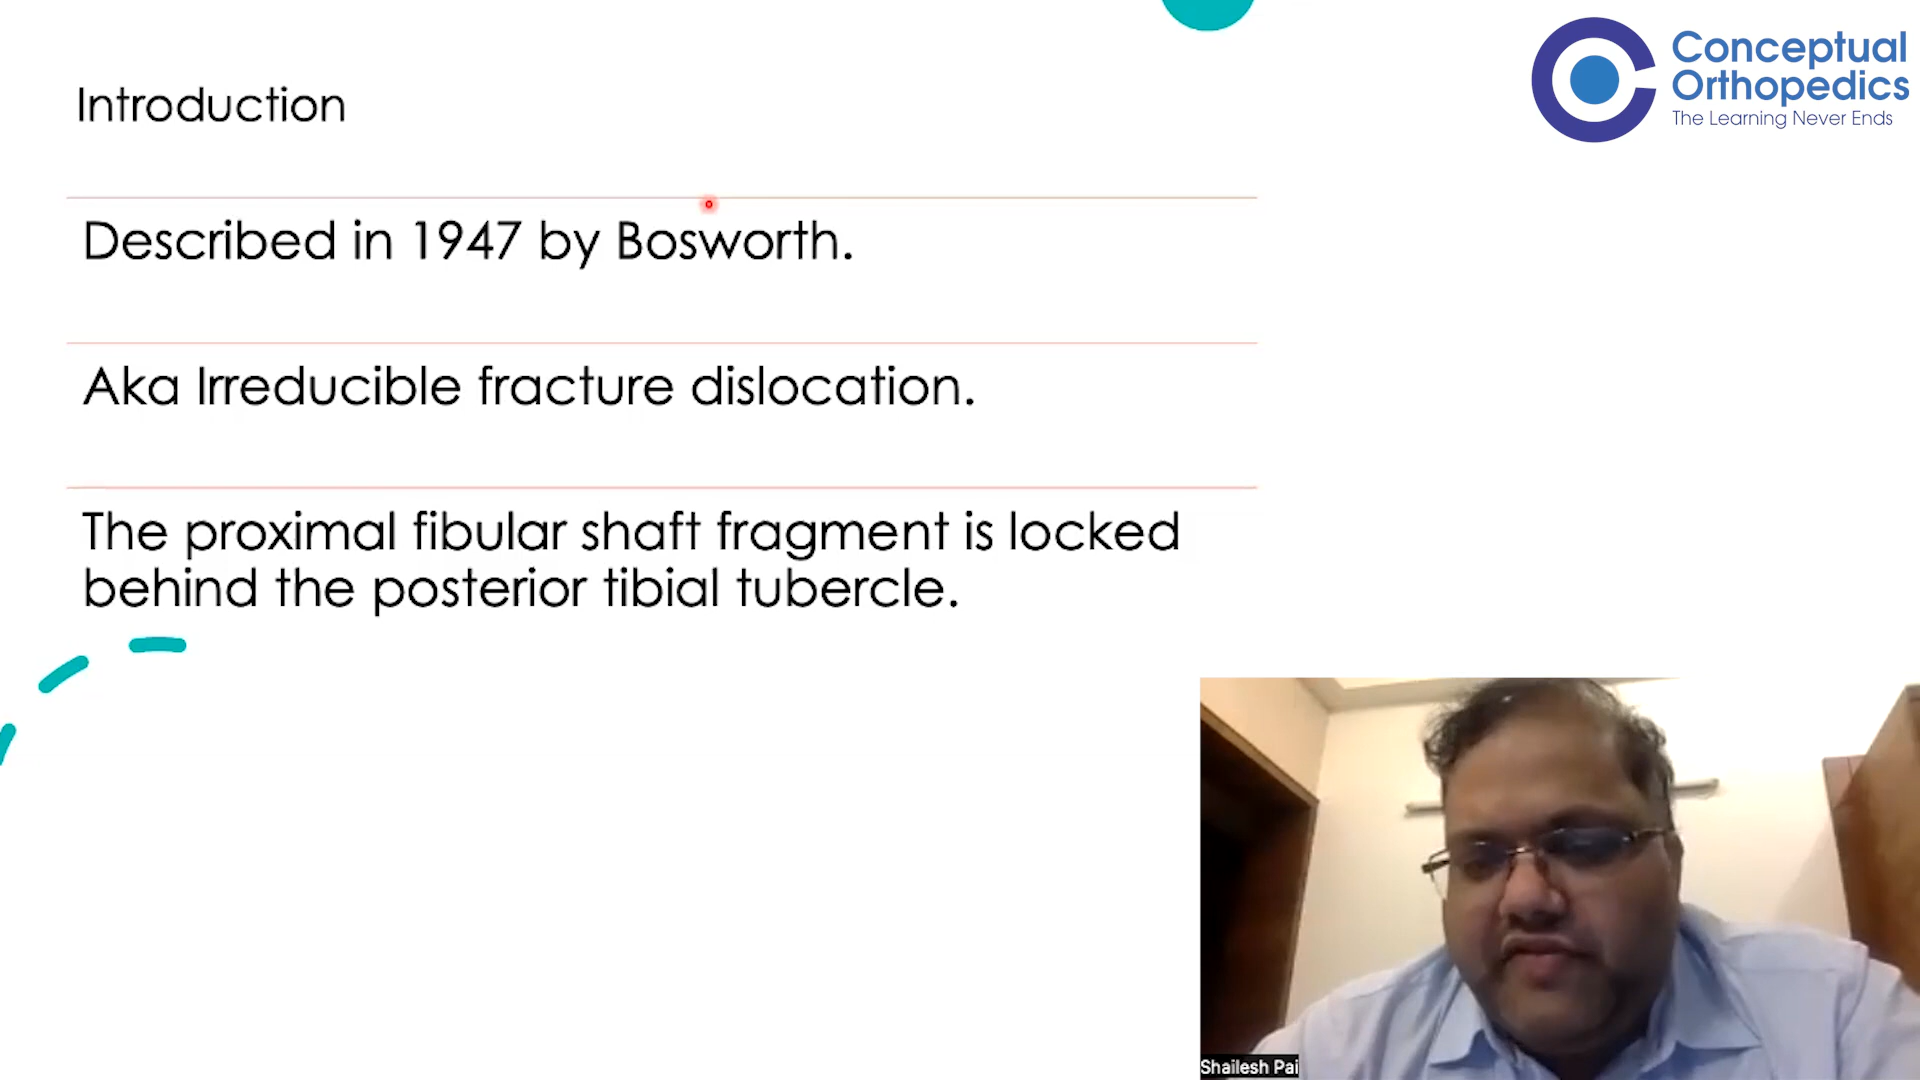 Conceptual
Orthopedics
The Learning Never Ends
Introduction
Described in 1947 by Bosworth.
Aka Irreducible fracture dislocation.
The proximal fibular shaft fragment is locked
behind the posterior tibial tubercle.
Shailesh Pai